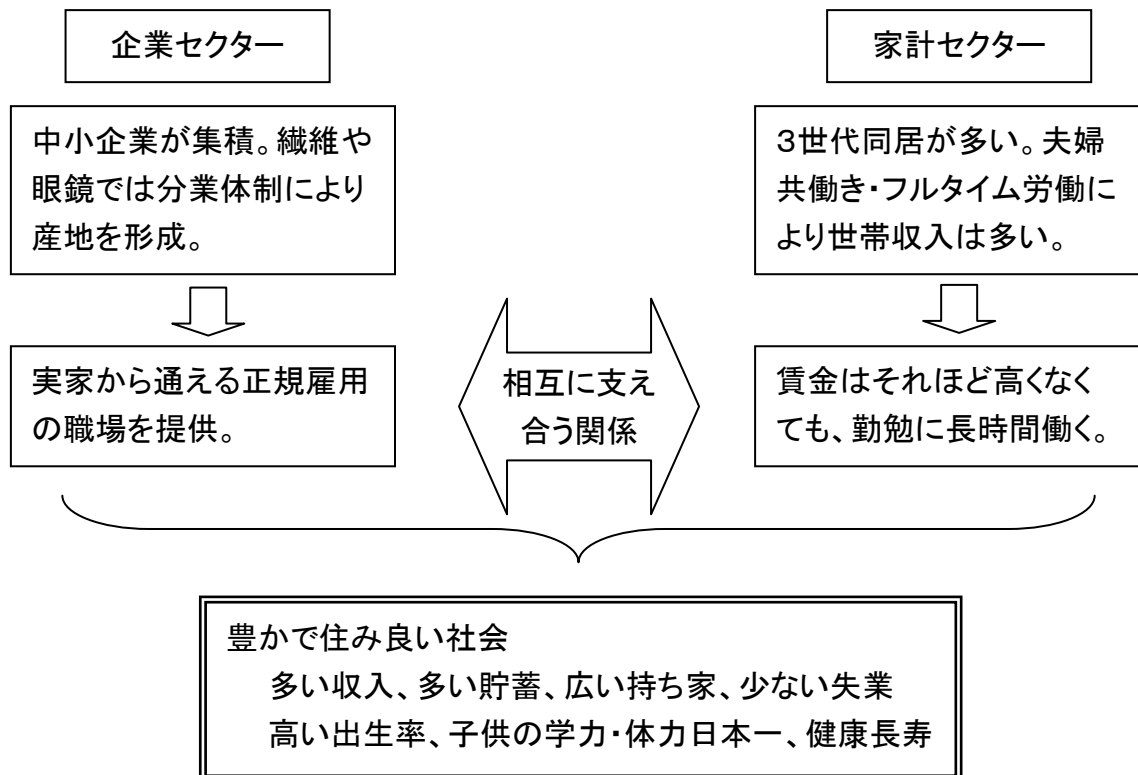 企業セクター
中小企業が集積。繊維や
眼鏡では分業体制により
産地を形成。
実家から通える正規雇用
の職場を提供。
家計セクター
3世代同居が多い。夫婦
共働き・フルタイム労働に
より世帯収入は多い。
賃金はそれほど高くなく
ても、勤勉に長時間働く。
相互に支え
合う関係
豊かで住み良い社会
多い収入、多い貯蓄、広い持ち家、少ない失業
高い出生率、子供の学力・体力日本一、健康長寿